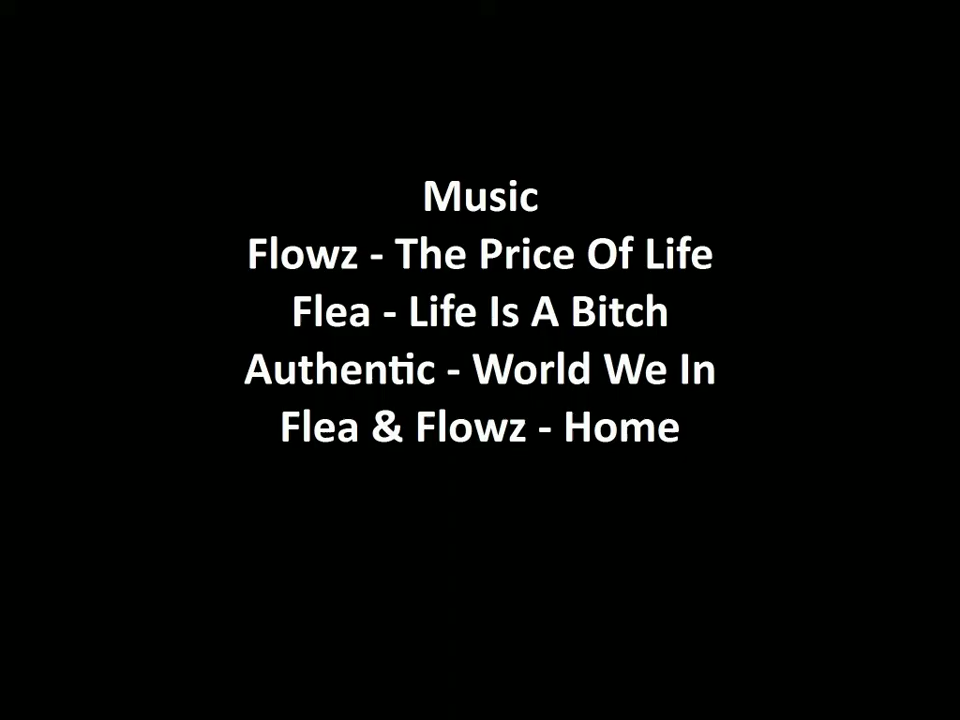 Music
Flowz - The Price Of Life
Flea - Life Is A Bitch
Authentic - World We In
Flea & Flowz - Home